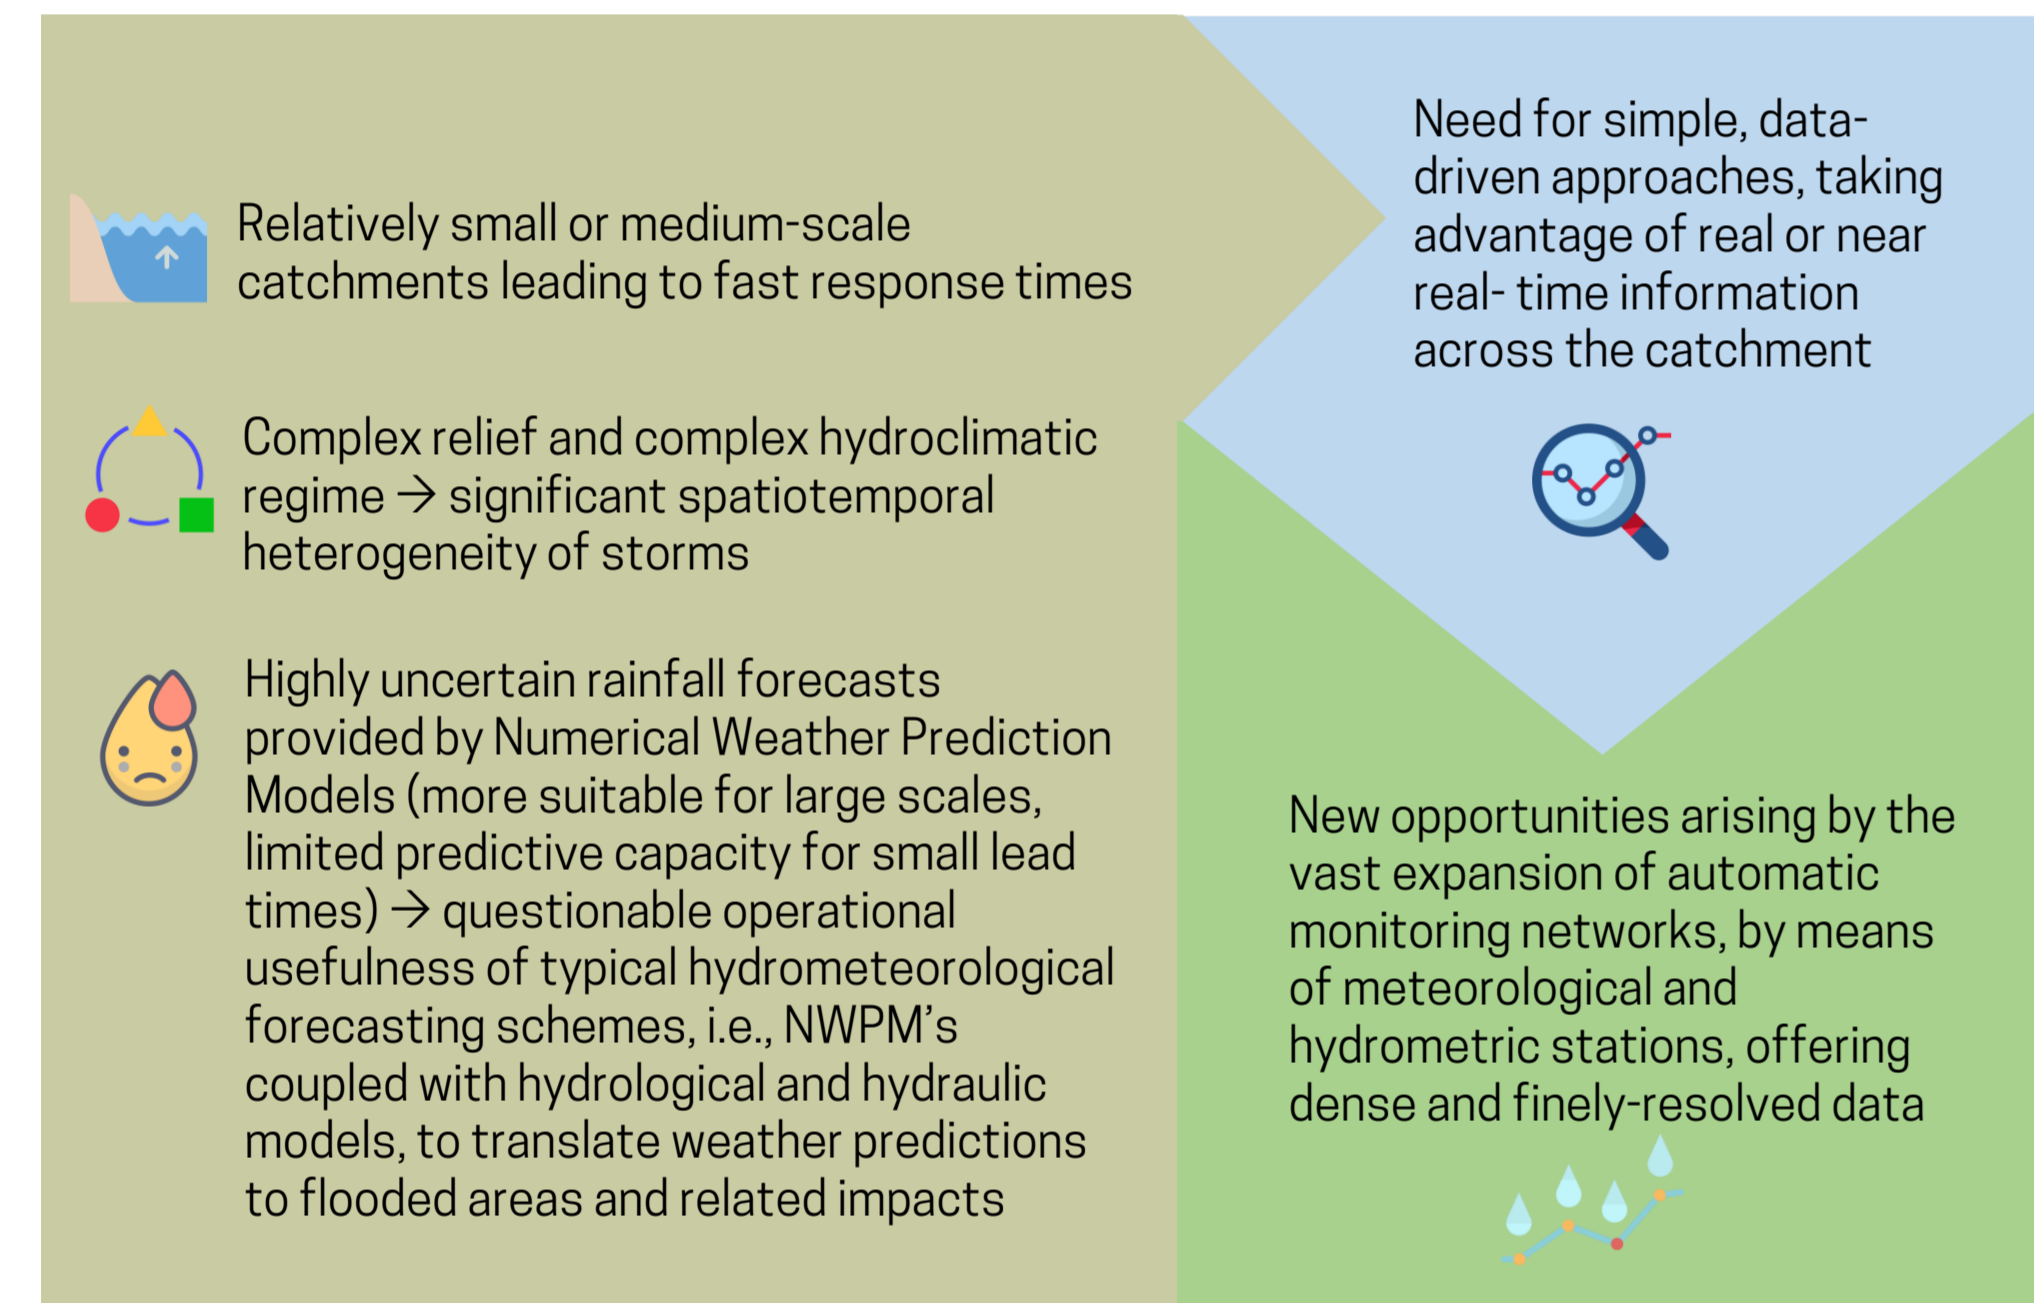 Relatively small or medium-scale
catchments leading to fast response times
Complex relief and complex hydroclimatic
regime → significant spatiotemporal
heterogeneity of storms
Highly uncertain rainfall forecasts
provided by Numerical Weather Prediction
Models (more suitable for large scales,
limited predictive capacity for small lead
times) → questionable operational
usefulness of typical hydrometeorological
forecasting schemes, i.e., NWPM’s
coupled with hydrological and hydraulic
models, to translate weather predictions
to flooded areas and related impacts
Need for simple, data-
driven approaches, taking
advantage of real or near
real- time information
across the catchment
New opportunities arising by the
vast expansion of automatic
monitoring networks, by means
of meteorological and
hydrometric stations, offering
dense and finely-resolved data